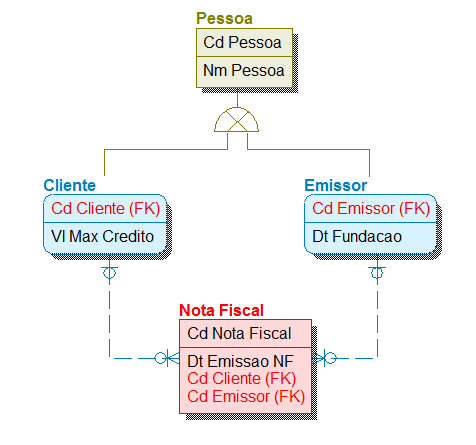 Pessoa
Cd Pessoa
Nm Pessoa
Cliente
Cd Cliente (FK)
Vl Max Credito
Emissor
Cd Emissor (FK)
Dt Fundacao
Nota Fiscal
Cd Nota Fiscal
Dt Emissao NF
Cd Cliente (FK)
Cd Emissor (FK)